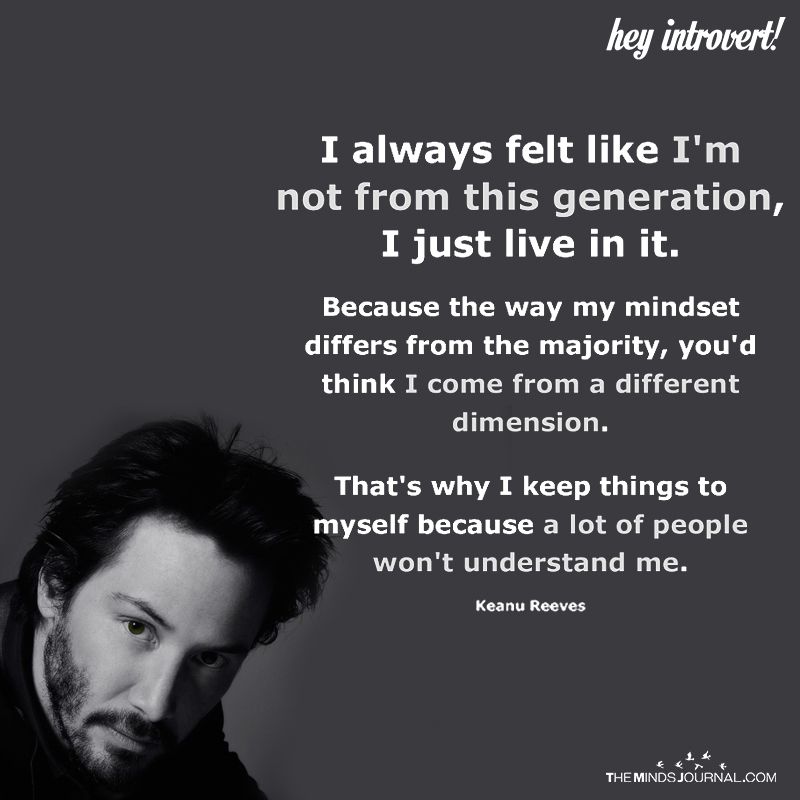 hey introvert!
I always felt like I'm
not from this generation,
I just live in it.
Because the way my mindset
differs from the majority, you'd
think I come from a different
dimension.
That's why I keep things to
myself because a lot of people
won't understand me.
Keanu Reeves
THEMINDSJOURNAL.COM